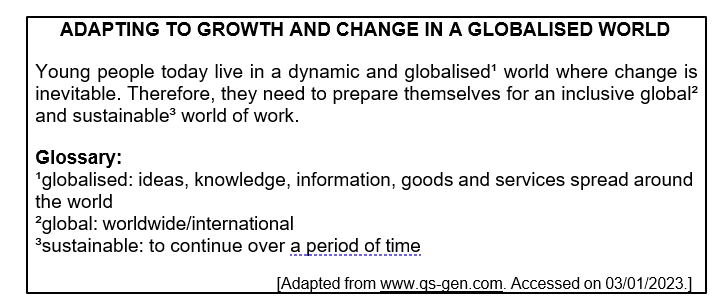 ADAPTING TO GROWTH AND CHANGE IN A GLOBALISED WORLD
Young people today live in a dynamic and globalised¹ world where change is
inevitable. Therefore, they need to prepare themselves for an inclusive global²
and sustainable³ world of work.
Glossary:
¹globalised: ideas, knowledge, information, goods and services spread around
the world
²global: worldwide/international
³sustainable: to continue over a period of time
[Adapted from www.gs-gen.com. Accessed on 03/01/2023.]